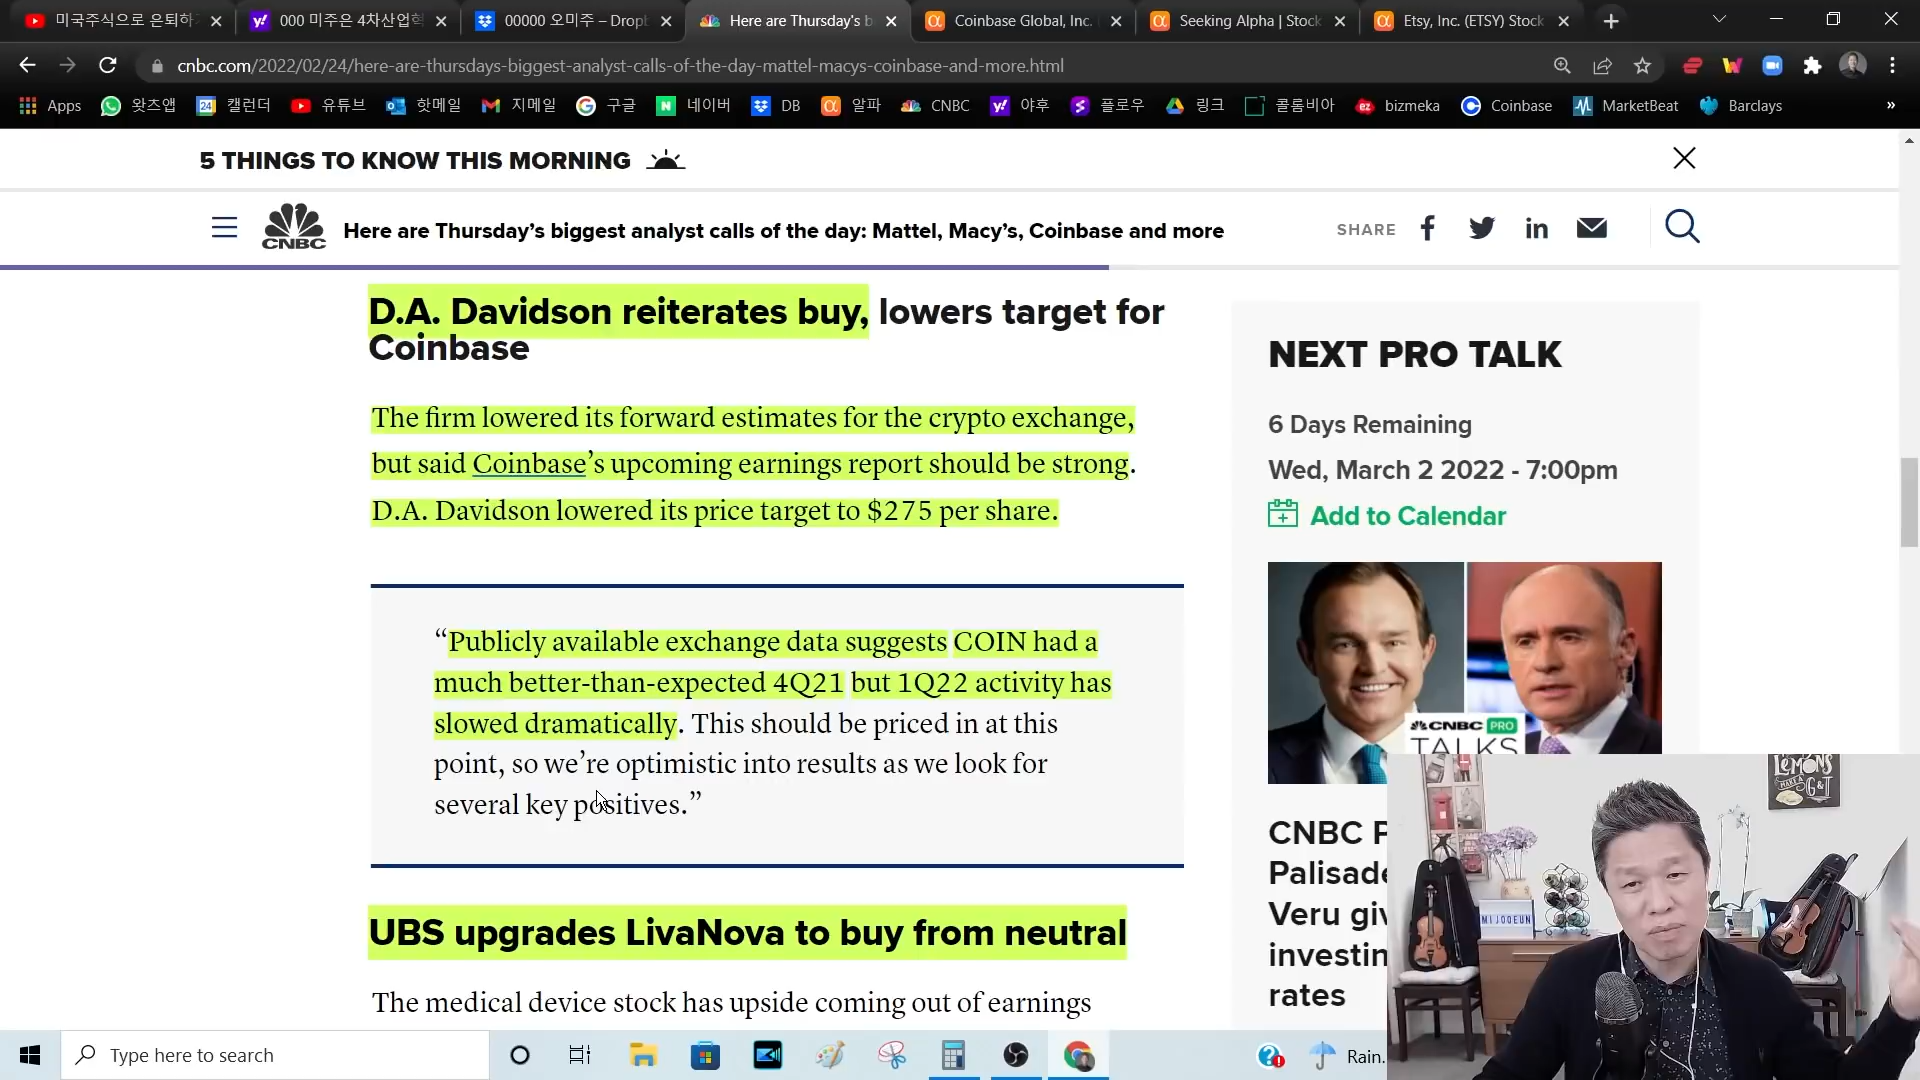 미국주식으로 은퇴하
000 미주은 4차산업혁
00000 오미주 – Dropb
Here are Thursday's b
Coinbase Global, Inc. (
Seeking Alpha | Stock
Etsy, Inc. (ETSY) Stock
cnbc.com/2022/02/24/here-are-thursdays-biggest-analyst-calls-of-the-day-mattel-macys-coinbase-and-more.html
Apps 왓츠앱 캘린더 유튜브 핫메일 지메일 구글 네이버 DB 알파 CNBC 야후 플로우 링크 콜롬비아 bizmeka Coinbase MarketBeat Barclays »
5 THINGS TO KNOW THIS MORNING
CNBC
Here are Thursday’s biggest analyst calls of the day: Mattel, Macy’s, Coinbase and more
SHARE
D.A. Davidson reiterates buy, lowers target for
Coinbase
The firm lowered its forward estimates for the crypto exchange,
but said Coinbase’s upcoming earnings report should be strong.
D.A. Davidson lowered its price target to $275 per share.
“Publicly available exchange data suggests COIN had a
much better-than-expected 4Q21 but 1Q22 activity has
slowed dramatically. This should be priced in at this
point, so we’re optimistic into results as we look for
several key positives.”
UBS upgrades LivaNova to buy from neutral
The medical device stock has upside coming out of earnings
NEXT PRO TALK
6 Days Remaining
Wed, March 2 2022 - 7:00pm
Add to Calendar
CNBC PRO
TALKS
CNBC P
Palisade
Veru giv
investin
rates
LEMONS
MAKE A
G&T
MIJOOEUN
Type here to search
Rain.